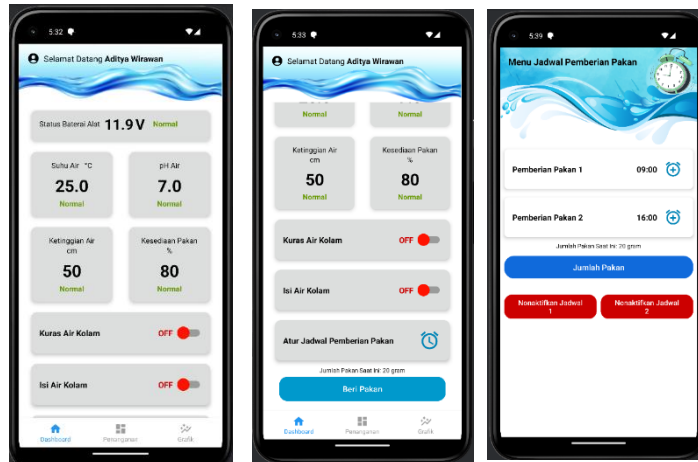 5:32
Selamat Datang Aditya Wirawan
Status Baterai Alat 11.9 V Normal
Suhu Air °C
25.0
Normal
pH Air
7.0
Normal
Ketinggian Air
cm
50
Normal
Kesediaan Pakan
%
80
Normal
Kuras Air Kolam OFF
Isi Air Kolam OFF
Dashboard Penanganan Grafik
5:33
Selamat Datang Aditya Wirawan
Normal Normal
Ketinggian Air
cm
50
Normal
Kesediaan Pakan
%
80
Normal
Kuras Air Kolam OFF
Isi Air Kolam OFF
Atur Jadwal Pemberian Pakan
Jumlah Pakan Saat Ini: 20 gram
Beri Pakan
Dashboard Penanganan Grafik
5:39
Menu Jadwal Pemberian Pakan
Pemberian Pakan 1 09:00
Pemberian Pakan 2 16:00
Jumlah Pakan Saat Ini: 20 gram
Jumlah Pakan
Nonaktifkan Jadwal
1
Nonaktifkan Jadwal
2